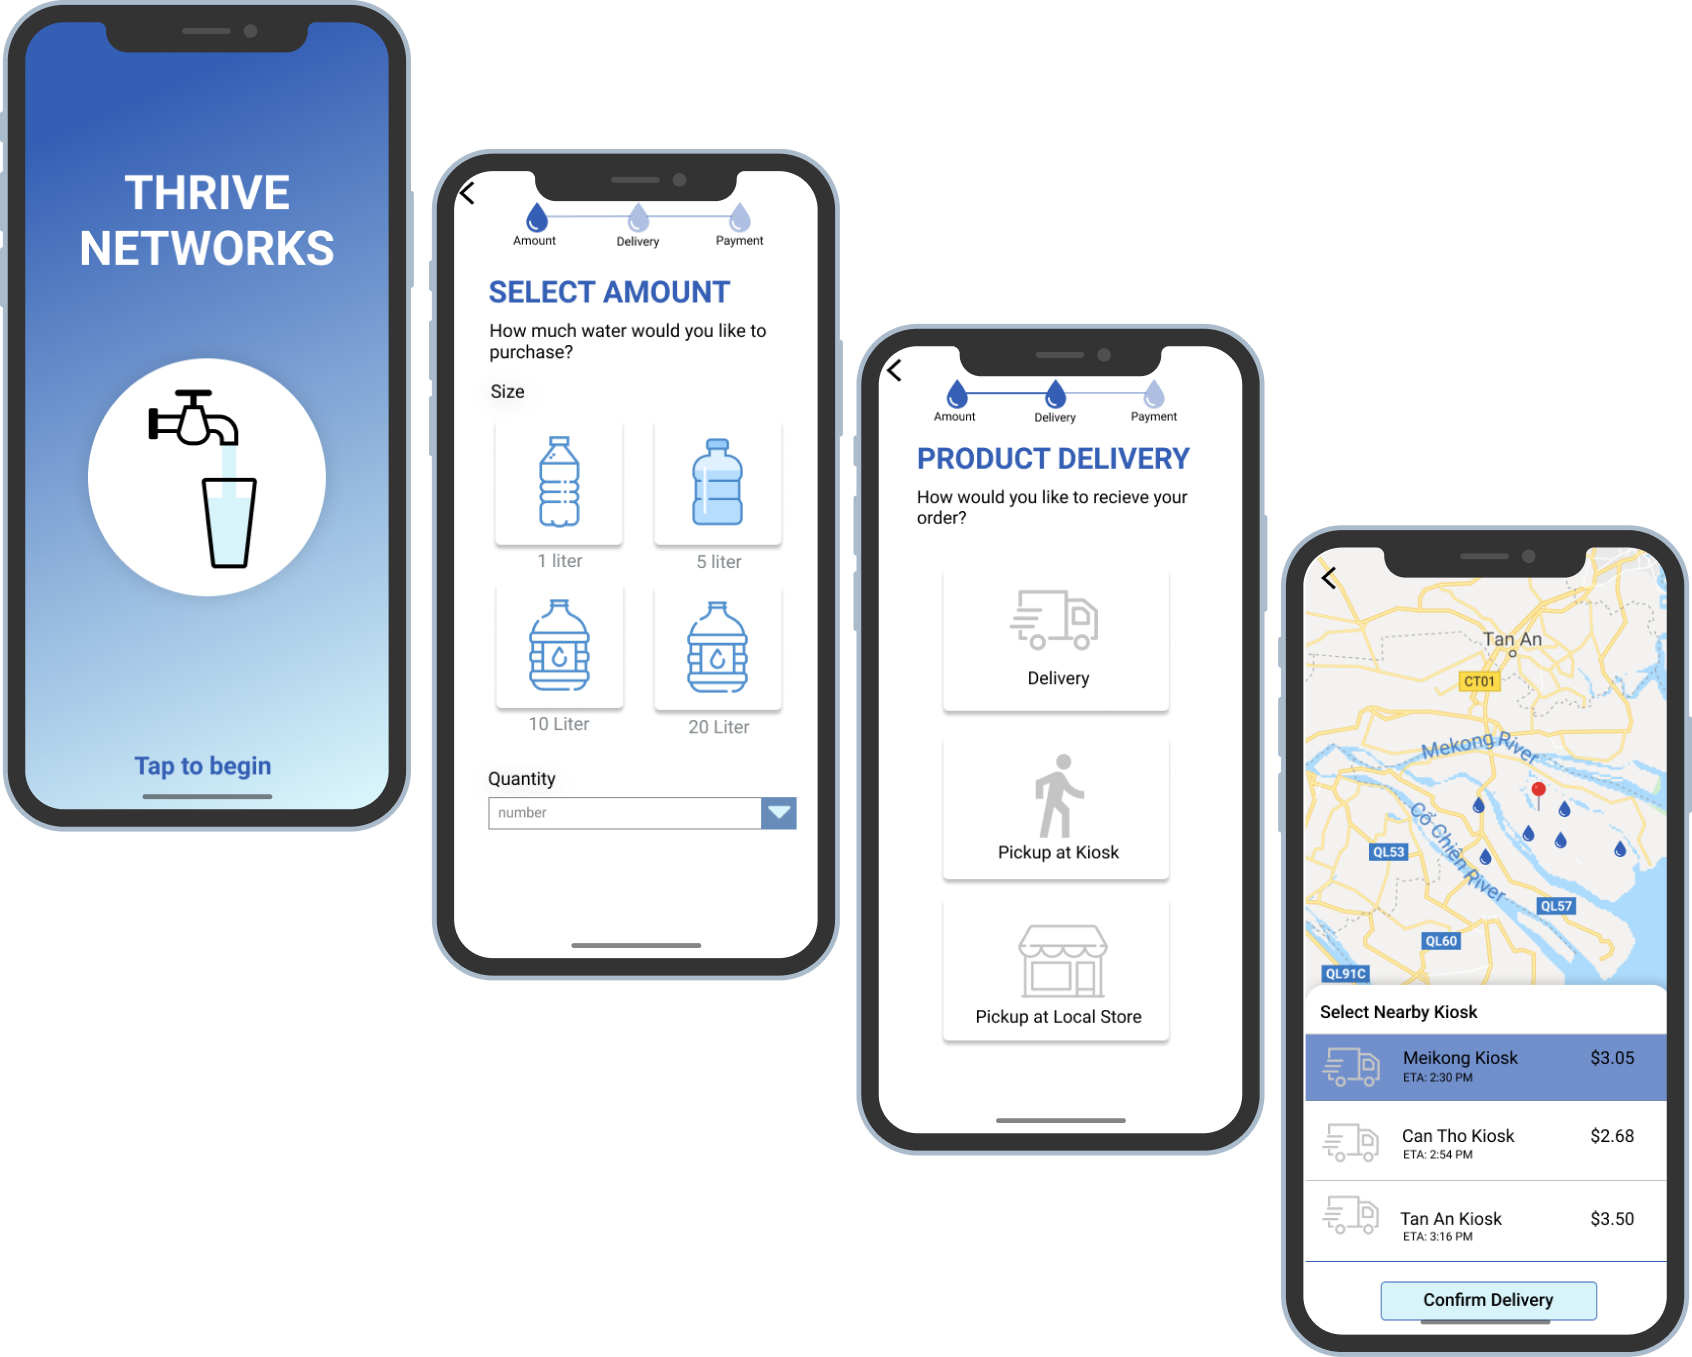 THRIVE
NETWORKS
Tap to begin
Amount
Delivery
Payment
SELECT AMOUNT
How much water would you like to
purchase?
Size
1 liter
5 liter
10 Liter
20 Liter
Quantity
number
Amount
Delivery
Payment
PRODUCT DELIVERY
How would you like to recieve your
order?
Delivery
Pickup at Kiosk
Pickup at Local Store
Tan An
CT01
Mekong River
Cổ Chiên River
QL53
QL57
QL60
QL91C
Select Nearby Kiosk
Meikong Kiosk
$3.05
ETA: 2:30 PM
Can Tho Kiosk
$2.68
ETA: 2:54 PM
Tan An Kiosk
$3.50
ETA: 3:16 PM
Confirm Delivery